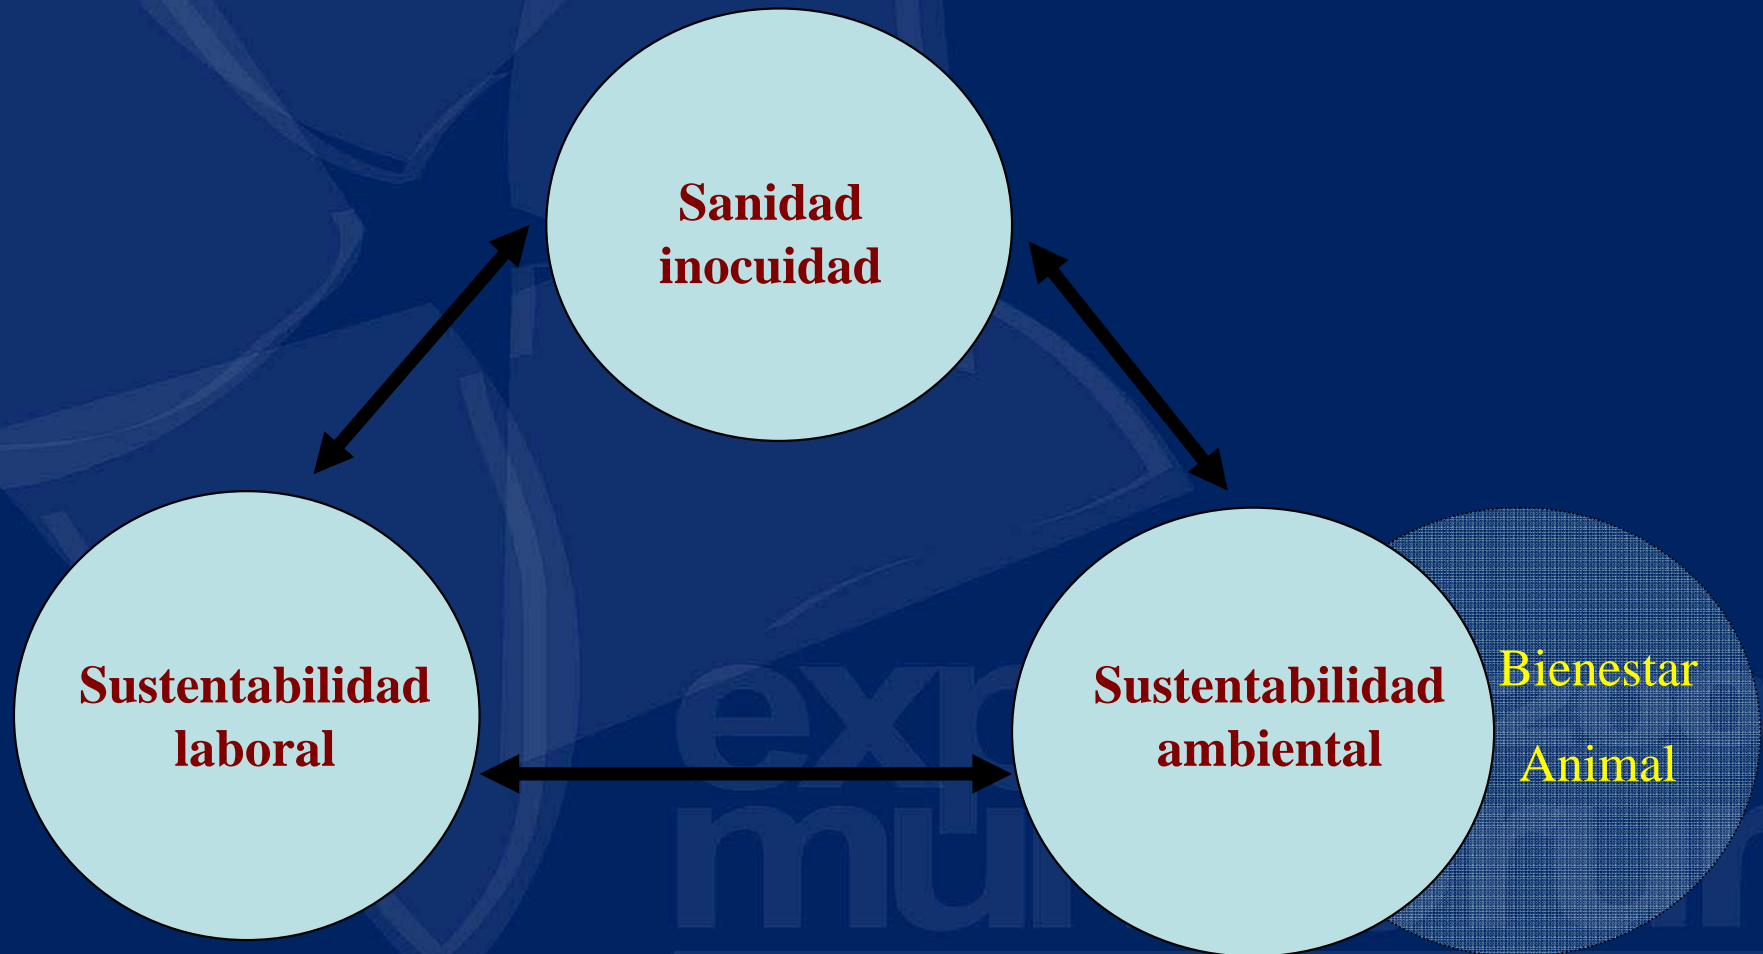 Sanidad
inocuidad
Sustentabilidad
laboral
Sustentabilidad
ambiental
Bienestar
Animal